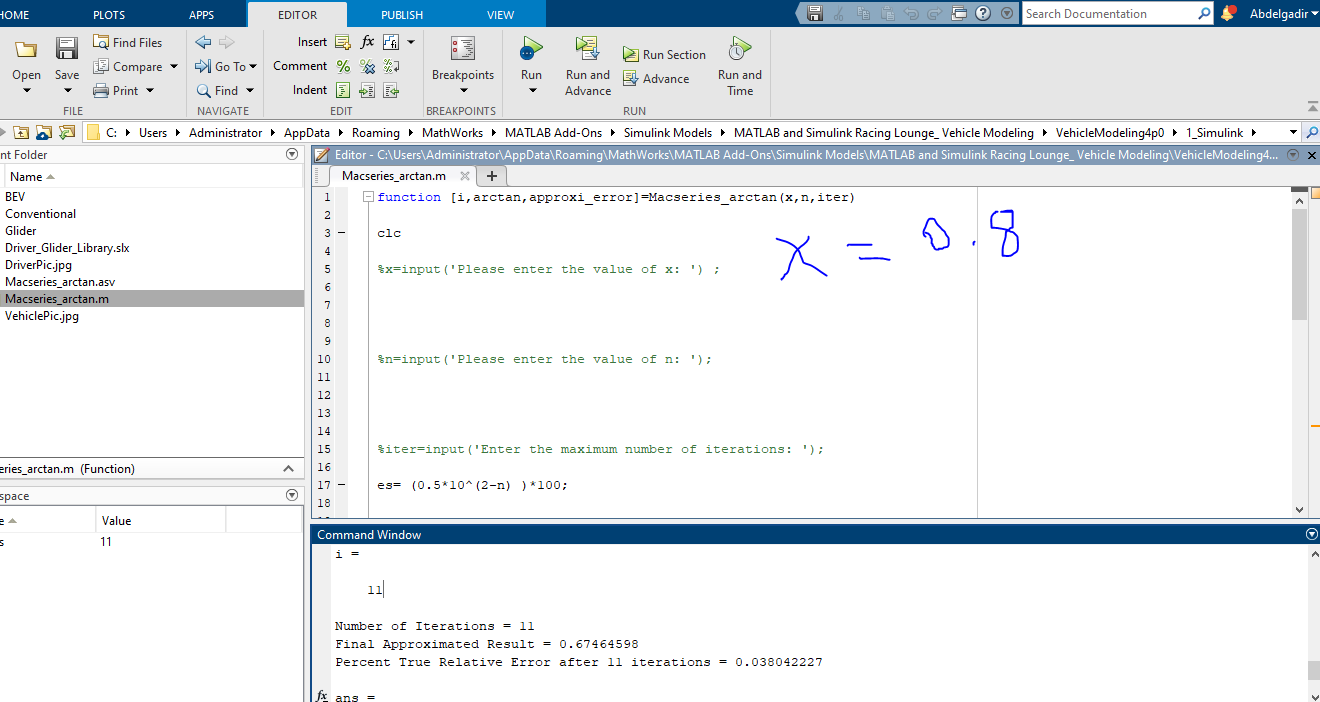 HOME PLOTS APPS EDITOR PUBLISH VIEW Search Documentation Abdelgadir
Find Files Insert fx Run Section
Compare Go To Comment
Open Save Print Find Indent Breakpoints Run Run and Advance Advance Run and Time
FILE NAVIGATE EDIT BREAKPOINTS RUN
C: Users Administrator AppData Roaming MathWorks MATLAB Add-Ons Simulink Models MATLAB and Simulink Racing Lounge_ Vehicle Modeling VehicleModeling4p0 1_Simulink
nt Folder
Name
BEV
Conventional
Glider
Driver_Glider_Library.slx
DriverPic.jpg
Macseries_arctan.asv
Macseries_arctan.m
VehiclePic.jpg
eries_arctan.m (Function)
space
e Value
s 11
Editor - C:\Users\Administrator\AppData\Roaming\MathWorks\MATLAB Add-Ons\Simulink Models\MATLAB and Simulink Racing Lounge_ Vehicle Modeling\VehicleModeling4...
Macseries_arctan.m
1 function [i,arctan,approxi_error]=Macseries_arctan(x,n,iter)
2
3 clc
4
5 %x=input('Please enter the value of x: ') ;
6
7
8
9
10 %n=input('Please enter the value of n: ');
11
12
13
14
15 %iter=input('Enter the maximum number of iterations: ');
16
17 es= (0.5*10^(2-n) )*100;
18
x = 0.8
Command Window
i =
11
Number of Iterations = 11
Final Approximated Result = 0.67464598
Percent True Relative Error after 11 iterations = 0.038042227
fx ans =